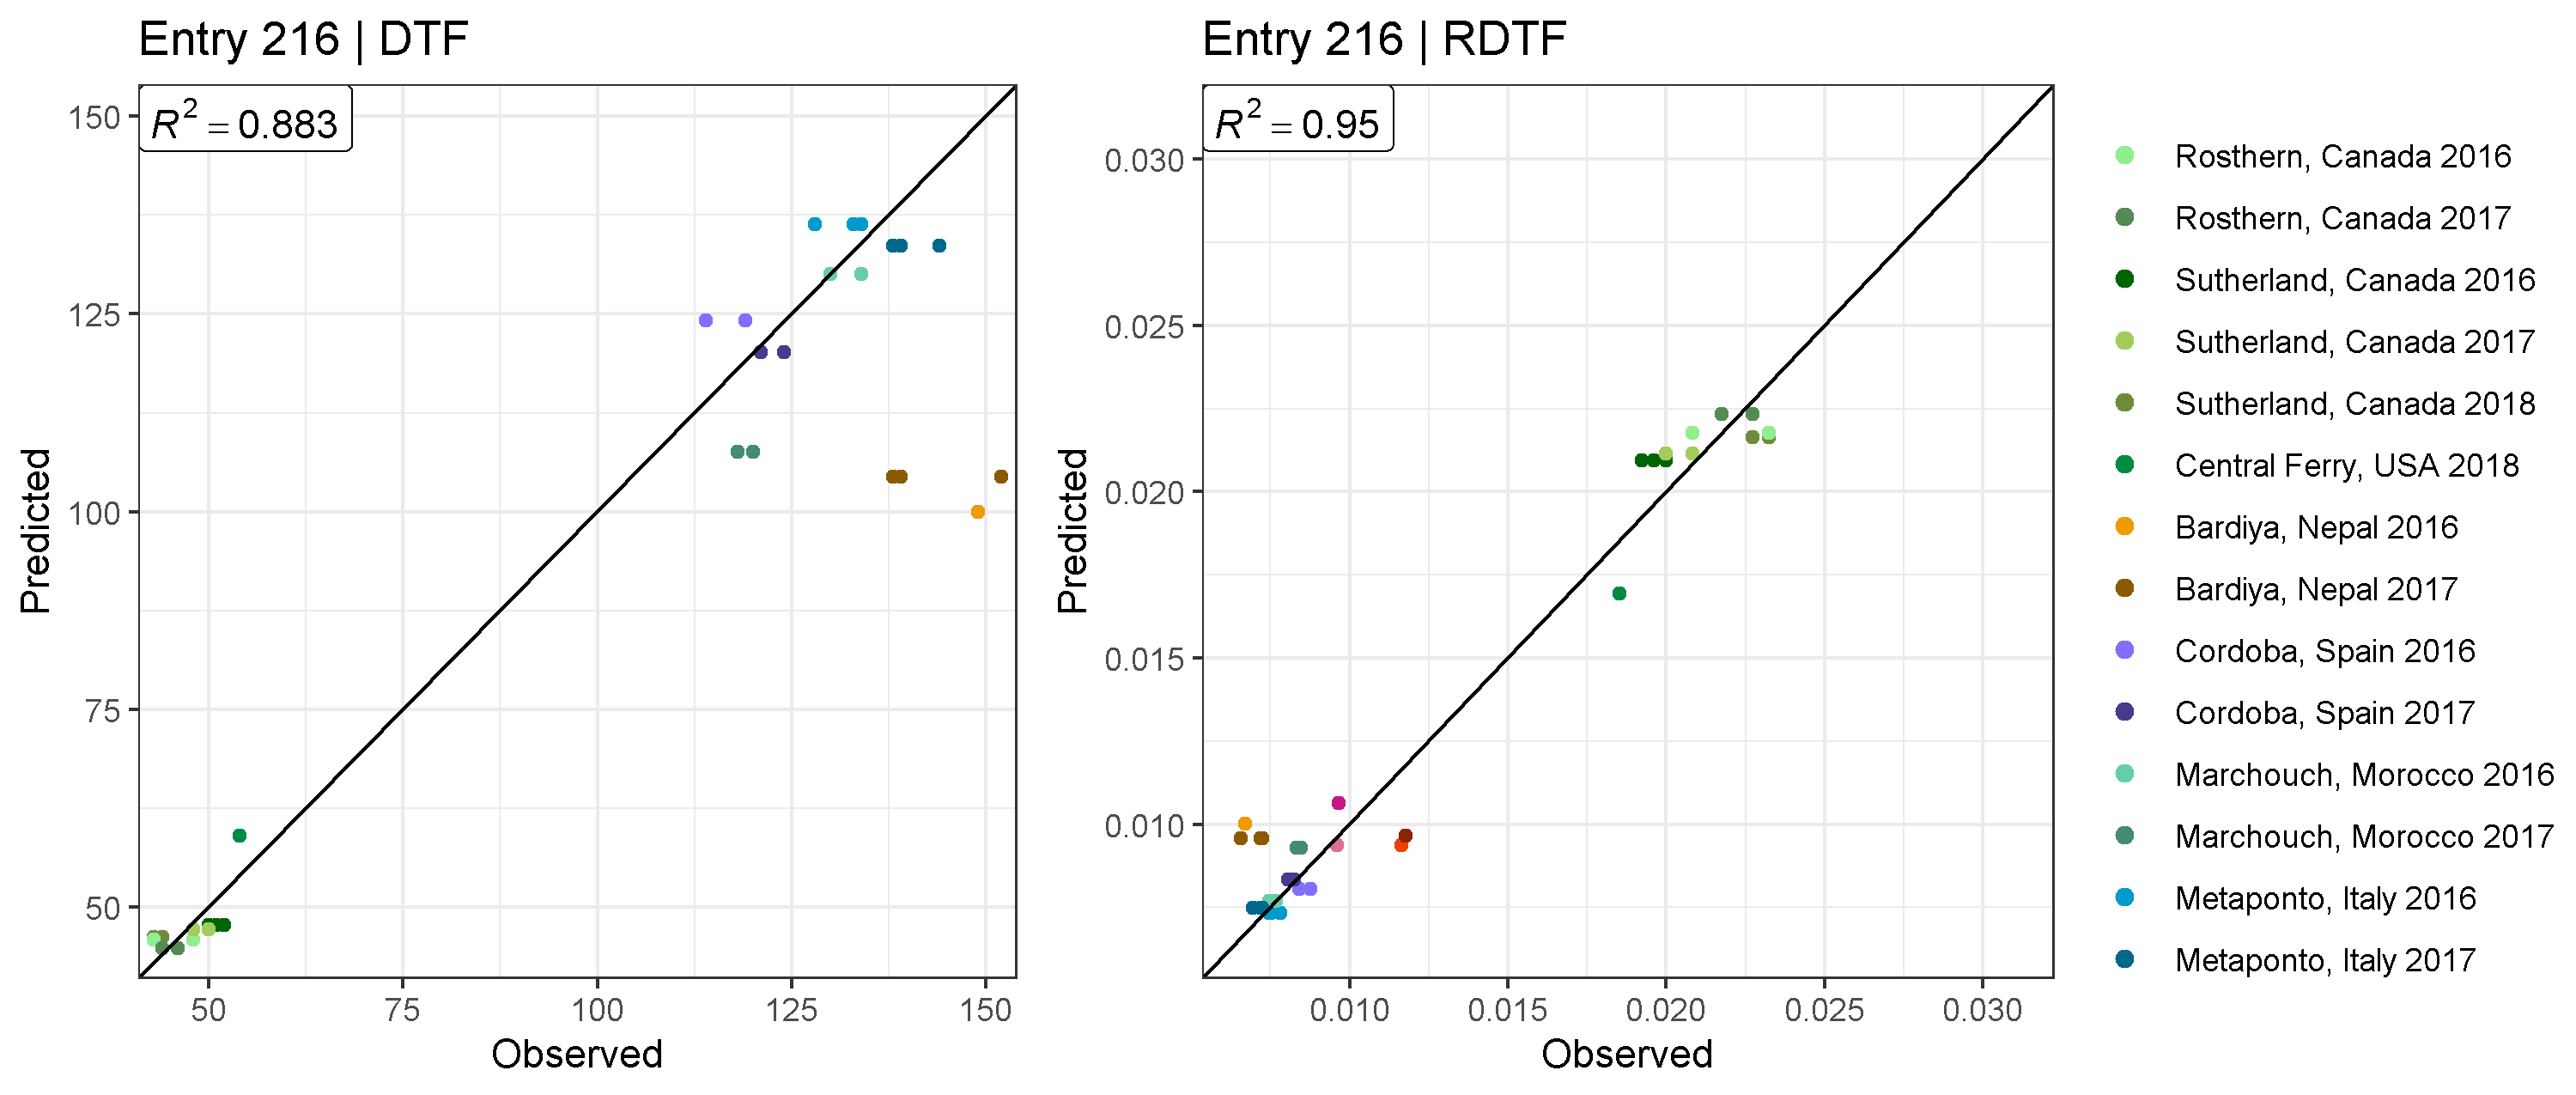 Entry 216 | DTF
R² = 0.883
150
125
100
75
50
Predicted
50 75 100 125 150
Observed
Entry 216 | RDTF
R² = 0.95
0.030
0.025
0.020
0.015
0.010
Predicted
0.010 0.015 0.020 0.025 0.030
Observed
Rosthern, Canada 2016
Rosthern, Canada 2017
Sutherland, Canada 2016
Sutherland, Canada 2017
Sutherland, Canada 2018
Central Ferry, USA 2018
Bardiya, Nepal 2016
Bardiya, Nepal 2017
Cordoba, Spain 2016
Cordoba, Spain 2017
Marchouch, Morocco 2016
Marchouch, Morocco 2017
Metaponto, Italy 2016
Metaponto, Italy 2017